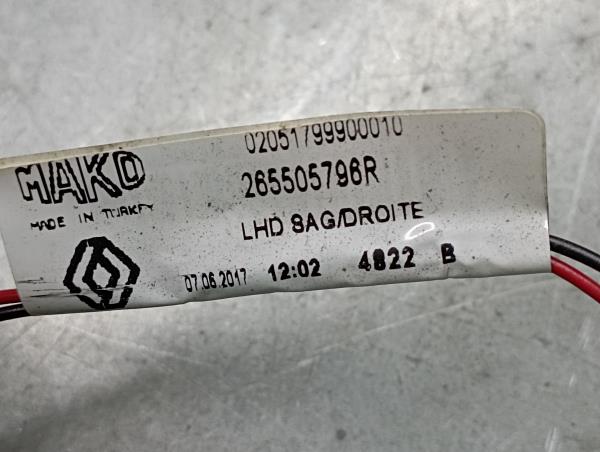 02051799900010
MAKO
265505796R
MADE IN TURKEY
LHD SAG/DROITE
07.06.2017 12:02 4822 B